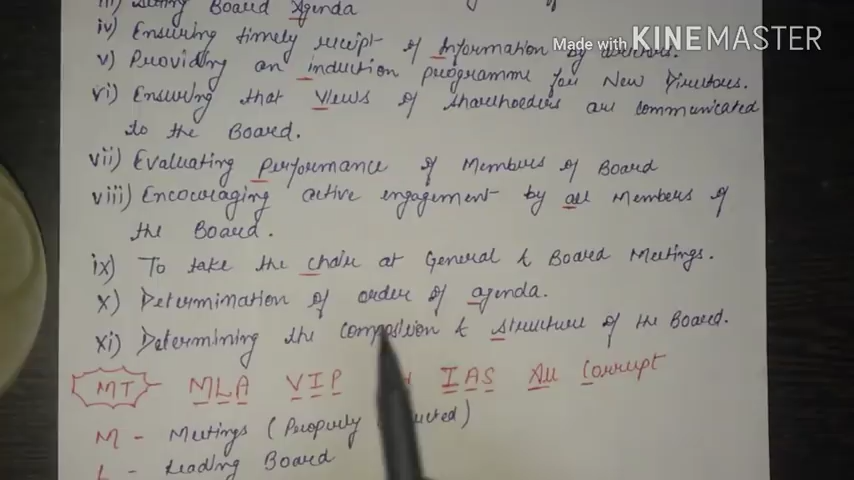 iii) Setting Board Agenda
iv) Ensuring timely receipt of Information by directors.
Made with KINEMASTER
v) Providing an induction programme for New Directors.
vi) Ensuring that Views of Shareholders are communicated
to the Board.
vii) Evaluating Performance of Members of Board
viii) Encouraging active engagement by all Members of
the Board.
ix) To take the chair at General & Board Meetings.
x) Determination of order of agenda.
xi) Determining the composition & structure of the Board.
MT - MLA VIP IAS All Corrupt
M - Meetings (Properly
L - Leading Board